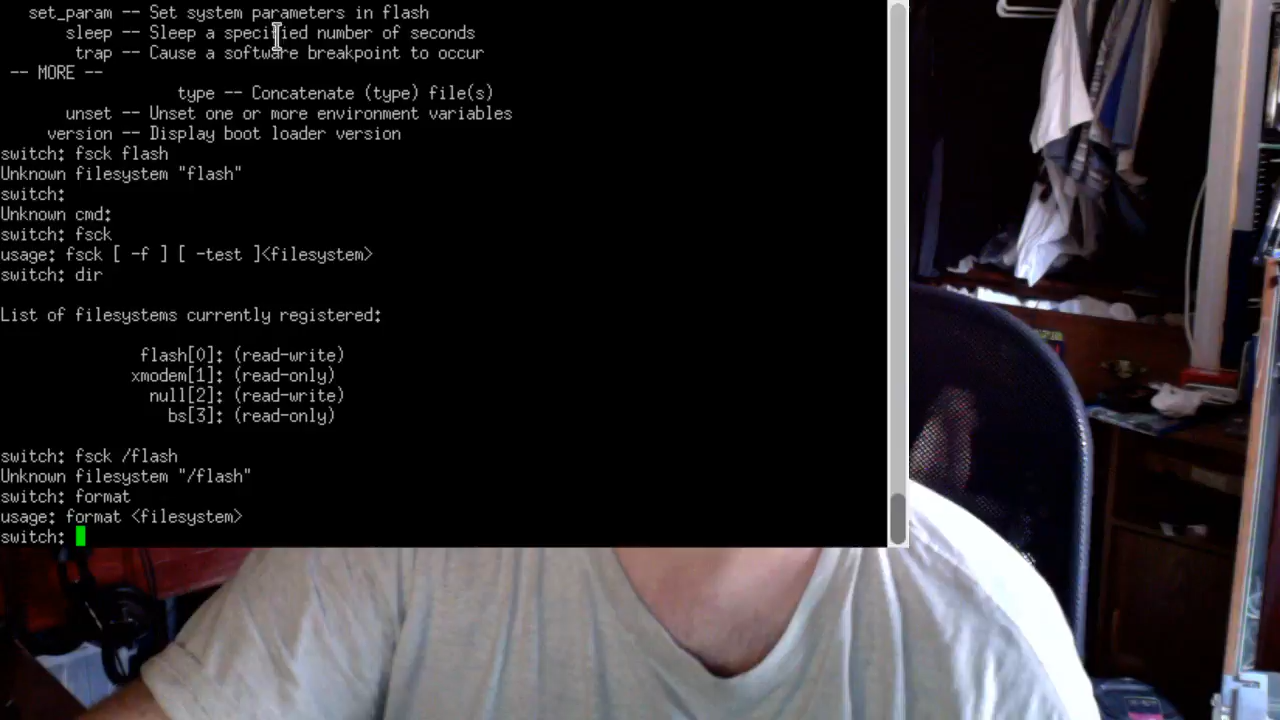 set_param -- Set system parameters in flash
sleep -- Sleep a specified number of seconds
trap -- Cause a software breakpoint to occur
-- MORE --
type -- Concatenate (type) file(s)
unset -- Unset one or more environment variables
version -- Display boot loader version
switch: fsck flash
Unknown filesystem "flash"
switch:
Unknown cmd:
switch: fsck
usage: fsck [ -f ] [ -test ]<filesystem>
switch: dir
List of filesystems currently registered:
flash[0]: (read-write)
xmodem[1]: (read-only)
null[2]: (read-write)
bs[3]: (read-only)
switch: fsck /flash
Unknown filesystem "/flash"
switch: format
usage: format <filesystem>
switch: